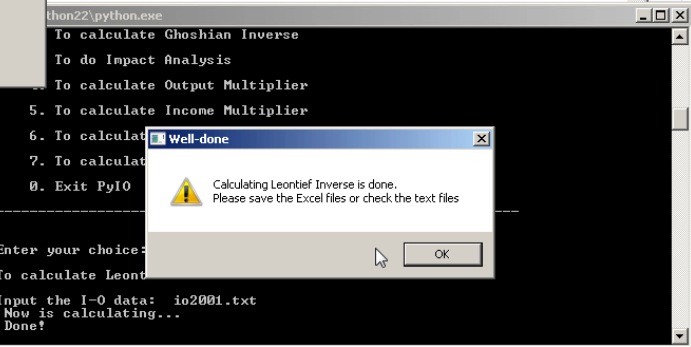 thon22\python.exe
To calculate Ghoshian Inverse
To do Impact Analysis
To calculate Output Multiplier
5. To calculate Income Multiplier
6. To calculat
7. To calculat
0. Exit PyIO
Well-done
Calculating Leontief Inverse is done.
Please save the Excel files or check the text files
OK
Enter your choice:
To calculate Leont
Input the I-O data: io2001.txt
Now is calculating...
Done!